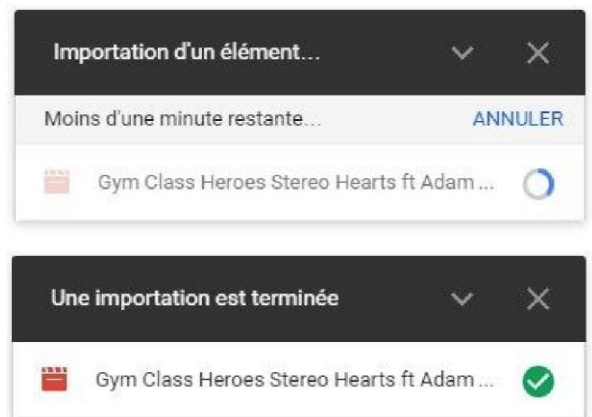 Importation d'un élément...
Moins d'une minute restante... ANNULER
Gym Class Heroes Stereo Hearts ft Adam ...
Une importation est terminée
Gym Class Heroes Stereo Hearts ft Adam ...